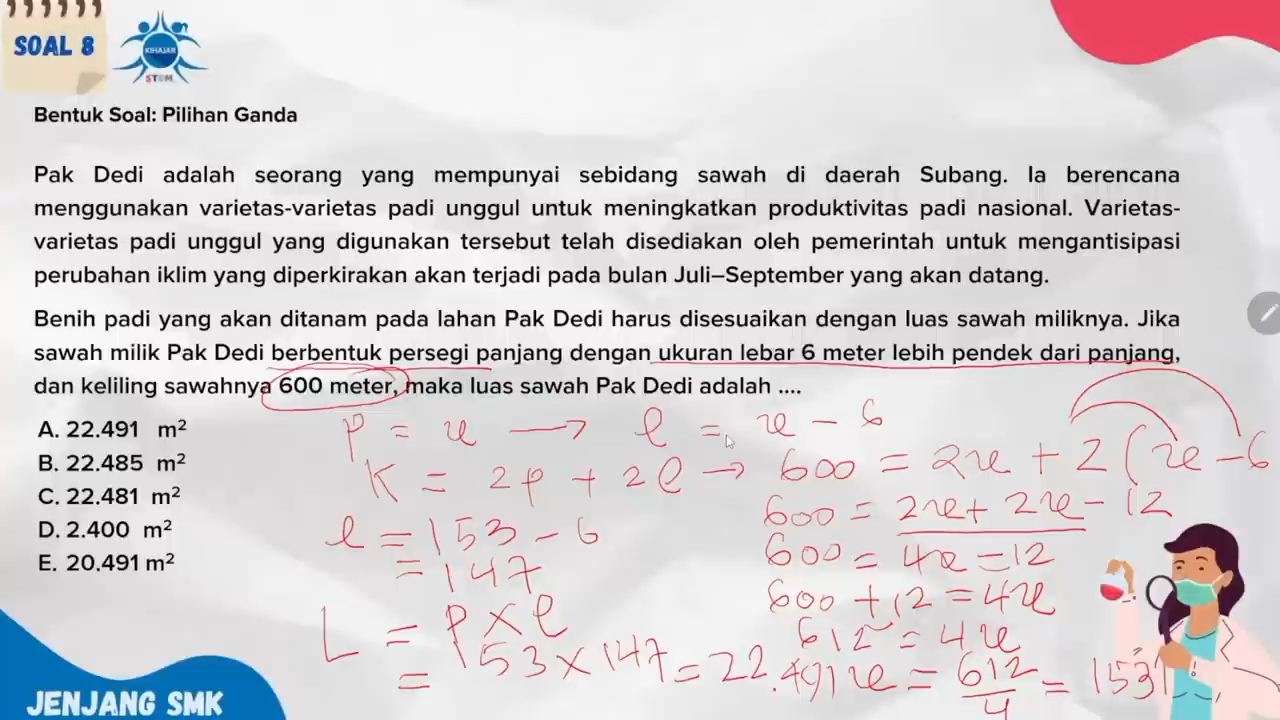 SOAL 8
KIHAJAR
STEM
Bentuk Soal: Pilihan Ganda
Pak Dedi adalah seorang yang mempunyai sebidang sawah di daerah Subang. Ia berencana
menggunakan varietas-varietas padi unggul untuk meningkatkan produktivitas padi nasional. Varietas-
varietas padi unggul yang digunakan tersebut telah disediakan oleh pemerintah untuk mengantisipasi
perubahan iklim yang diperkirakan akan terjadi pada bulan Juli–September yang akan datang.
Benih padi yang akan ditanam pada lahan Pak Dedi harus disesuaikan dengan luas sawah miliknya. Jika
sawah milik Pak Dedi berbentuk persegi panjang dengan ukuran lebar 6 meter lebih pendek dari panjang,
dan keliling sawahnya 600 meter, maka luas sawah Pak Dedi adalah ....
A. 22.491 m²
B. 22.485 m²
C. 22.481 m²
D. 2.400 m²
E. 20.491 m²
p = x → l = x - 6
K = 2p + 2l → 600 = 2x + 2(x - 6
600 = 2x + 2x - 12
600 = 4x - 12
600 + 12 = 4x
612 = 4x
x = 612/4 = 153
l = 153 - 6
= 147
L = p x l
= 153 x 147 = 22.491
JENJANG SMK